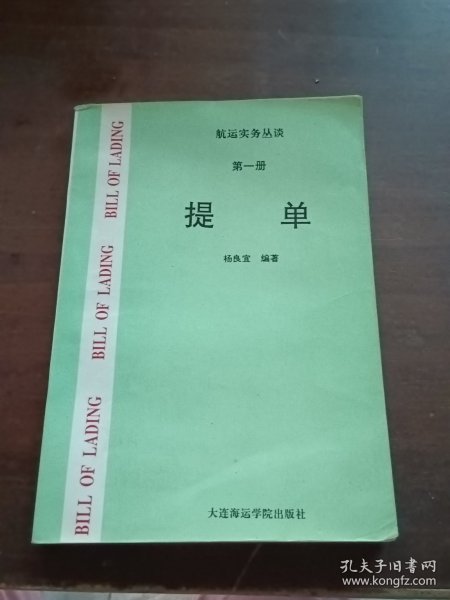 航运实务丛谈
第一册
提 单
杨良宜 编著
BILL OF LADING BILL OF LADING BILL OF LADING
大连海运学院出版社
孔夫子旧书网
www.kongfz.com